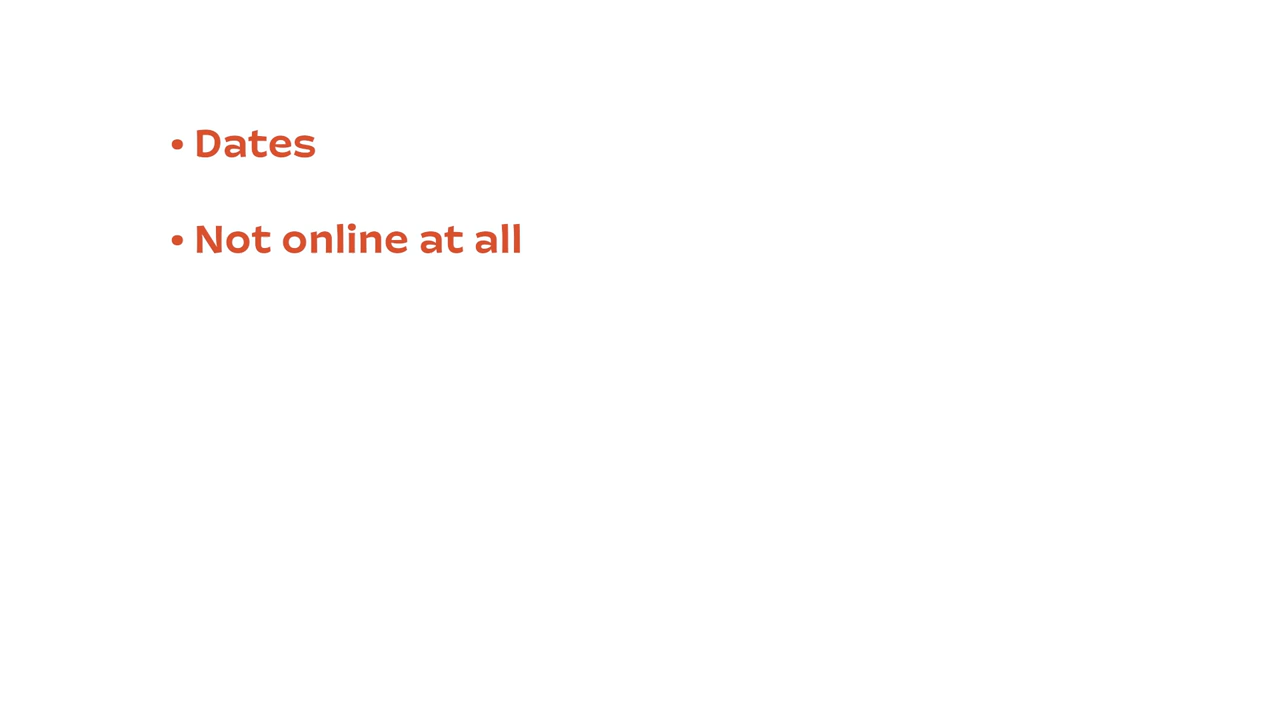 • Dates
• Not online at all